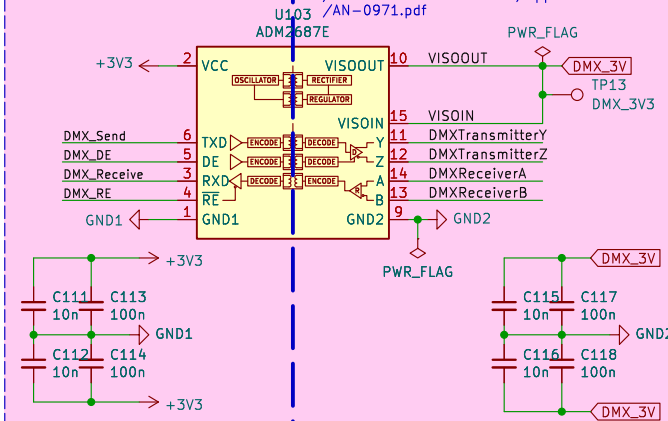 /AN-0971.pdf
U103
ADM2687E
PWR_FLAG
+3V3
2
VCC
VISOOUT
10
VISOOUT
DMX_3V
OSCILLATOR
RECTIFIER
REGULATOR
TP13
DMX_3V3
VISOIN
15
VISOIN
DMX_Send
6
TXD
ENCODE
DECODE
D
Y
11
DMXTransmitterY
DMX_DE
5
DE
ENCODE
DECODE
Z
12
DMXTransmitterZ
DMX_Receive
3
RXD
DECODE
ENCODE
R
A
14
DMXReceiverA
DMX_RE
4
RE
B
13
DMXReceiverB
GND1
1
GND1
GND2
9
GND2
PWR_FLAG
+3V3
DMX_3V
C111
10n
C113
100n
C115
10n
C117
100n
GND1
GND2
C112
10n
C114
100n
C116
10n
C118
100n
+3V3
DMX_3V